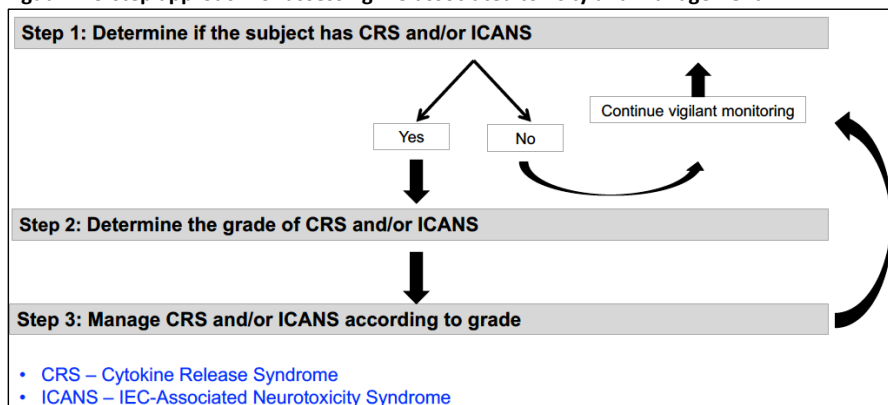 Step 1: Determine if the subject has CRS and/or ICANS
Continue vigilant monitoring
Yes
No
Step 2: Determine the grade of CRS and/or ICANS
Step 3: Manage CRS and/or ICANS according to grade
• CRS – Cytokine Release Syndrome
• ICANS – IEC-Associated Neurotoxicity Syndrome